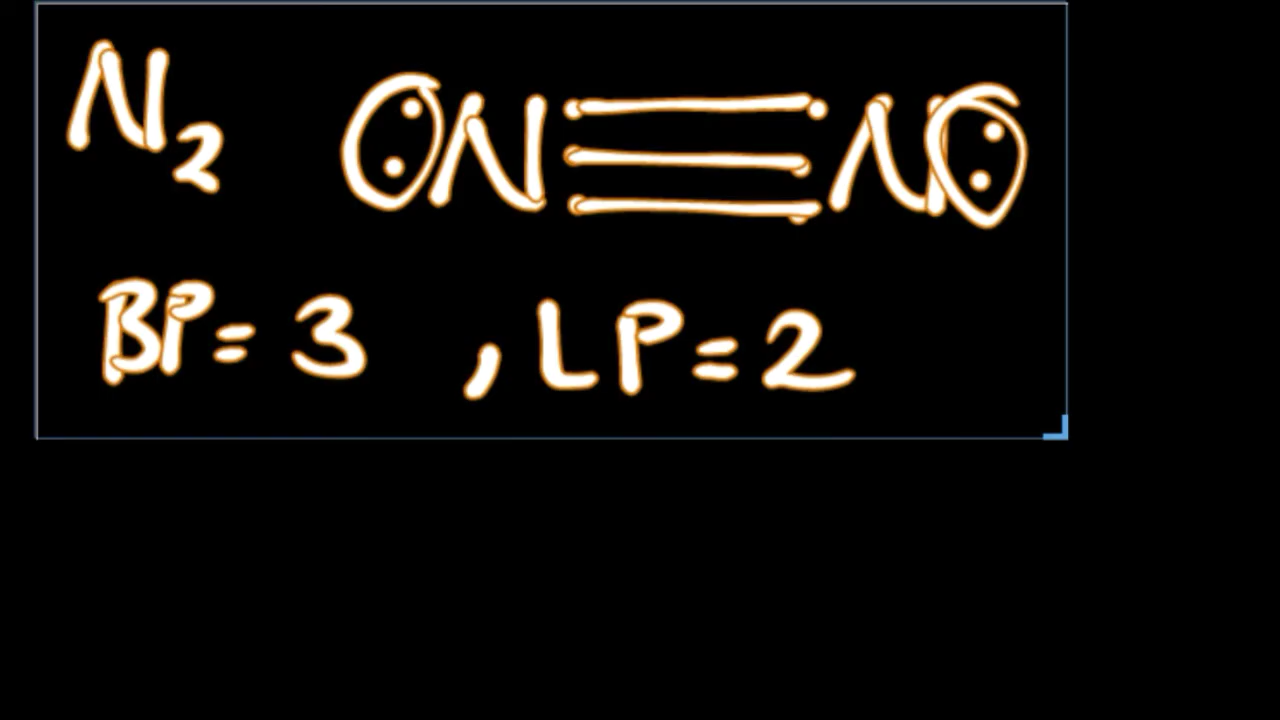 N₂ :N≡N:
BP = 3 , LP = 2